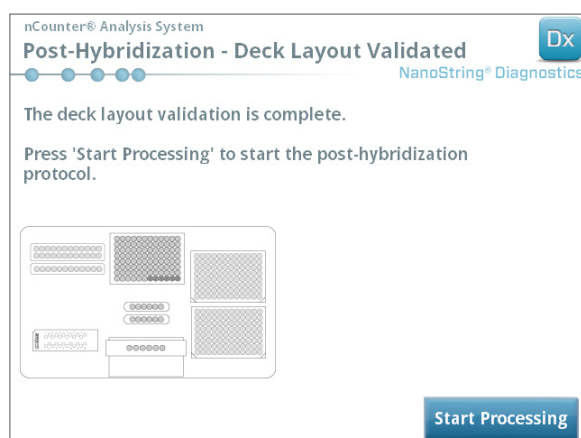 nCounter® Analysis System
Post-Hybridization - Deck Layout Validated
Dx
NanoString® Diagnostics
The deck layout validation is complete.
Press 'Start Processing' to start the post-hybridization
protocol.
Start Processing